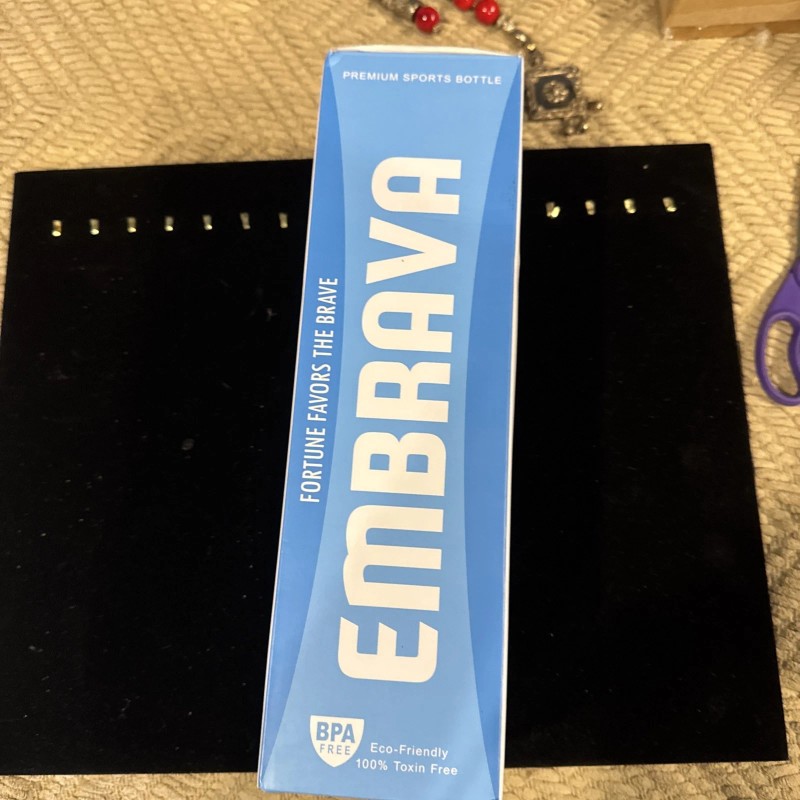 PREMIUM SPORTS BOTTLE
EMBRAVA
FORTUNE FAVORS THE BRAVE
BPA
FREE
Eco-Friendly
100% Toxin Free